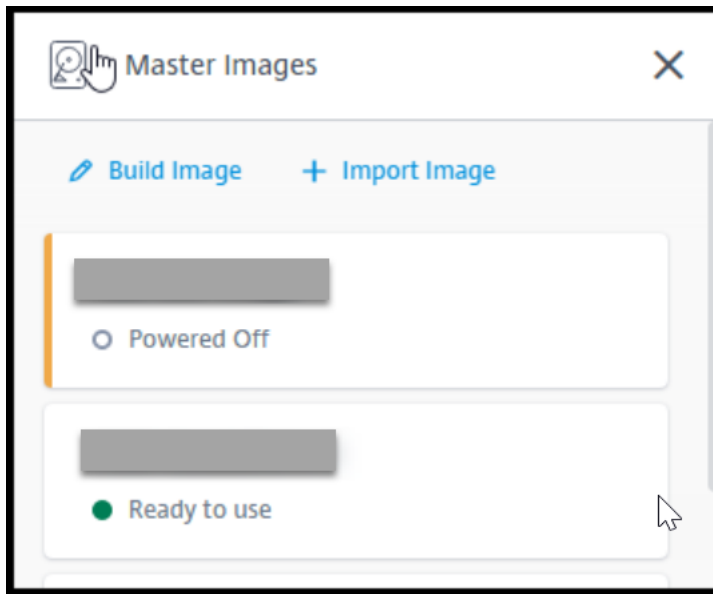 Master Images
Build Image
Import Image
Powered Off
Ready to use